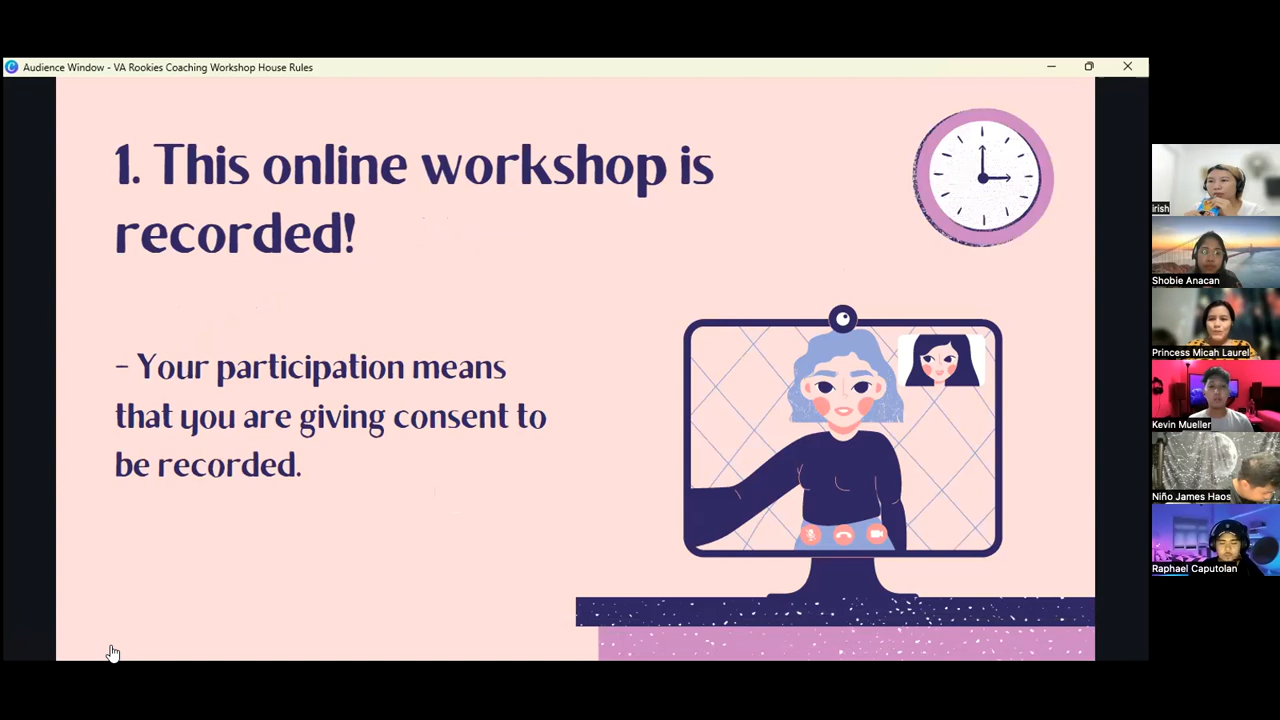 Audience Window - VA Rookies Coaching Workshop House Rules
1. This online workshop is
recorded!
- Your participation means
that you are giving consent to
be recorded.
irish
Shobie Anacan
Princess Micah Laurel
Kevin Mueller
Niño James Haos
Raphael Caputolan